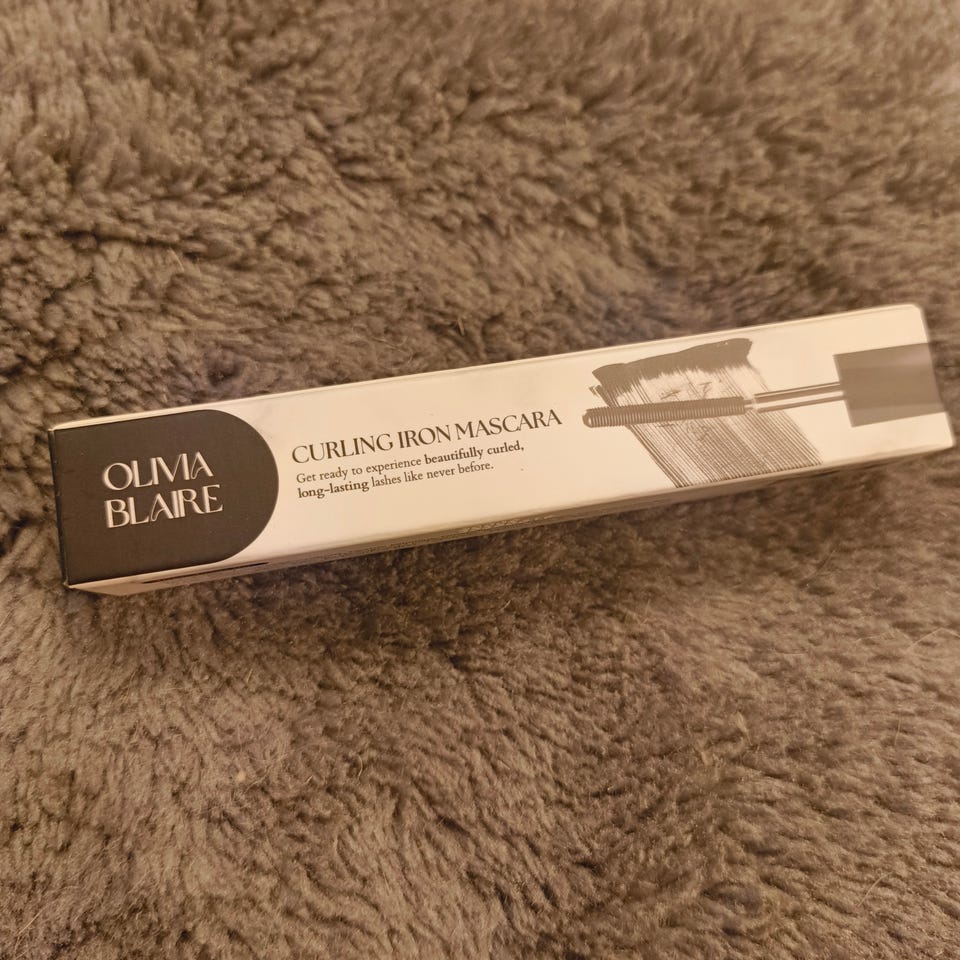 OLIVIA
BLAIRE
CURLING IRON MASCARA
Get ready to experience beautifully curled,
long-lasting lashes like never before.